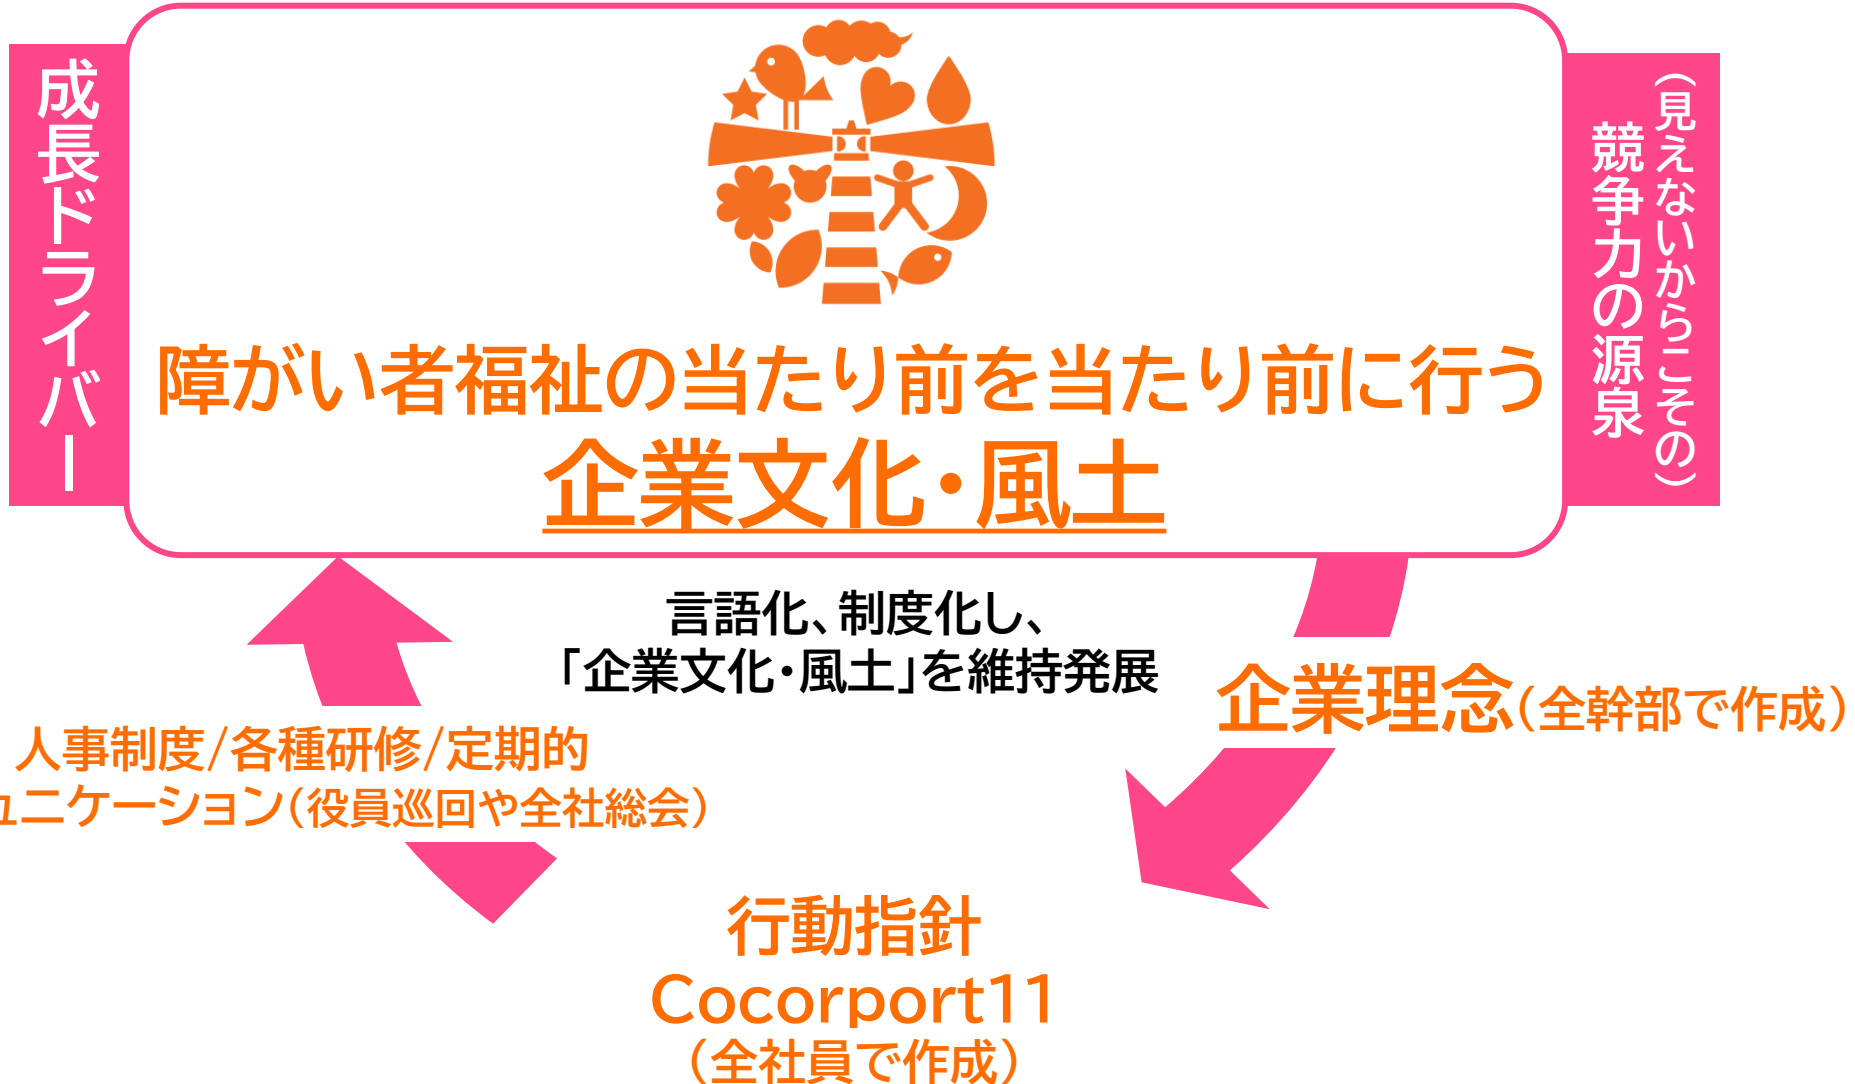 成長ドライバー
障がい者福祉の当たり前を当たり前に行う
企業文化・風土
(見えないからこその)
競争力の源泉
言語化、制度化し、
「企業文化・風土」を維持発展
企業理念(全幹部で作成)
人事制度/各種研修/定期的
ュニケーション(役員巡回や全社総会)
行動指針
Cocorport11
(全社員で作成)